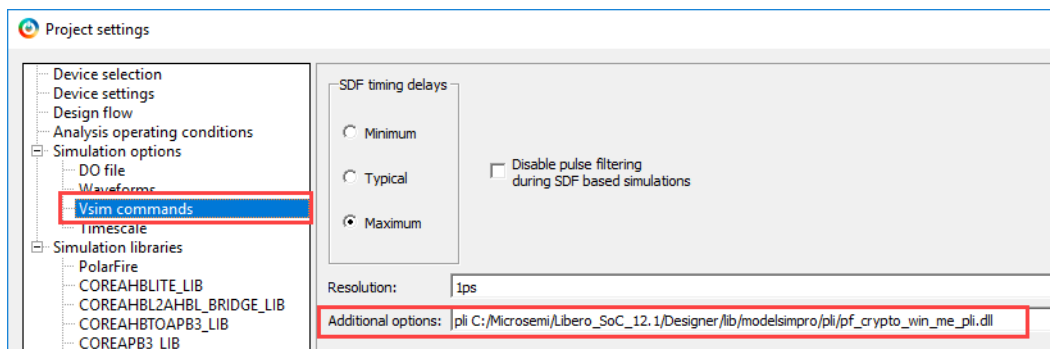 Project settings
Device selection
Device settings
Design flow
Analysis operating conditions
Simulation options
DO file
Waveforms
Vsim commands
Timescale
Simulation libraries
PolarFire
COREAHBLITE_LIB
COREAHBL2AHBL_BRIDGE_LIB
COREAHBTOAPB3_LIB
COREAPB3_LIB
SDF timing delays
Minimum
Typical
Maximum
Disable pulse filtering
during SDF based simulations
Resolution: 1ps
Additional options: pli C:/Microsemi/Libero_SoC_12.1/Designer/lib/modelsimpro/pli/pf_crypto_win_me_pli.dll